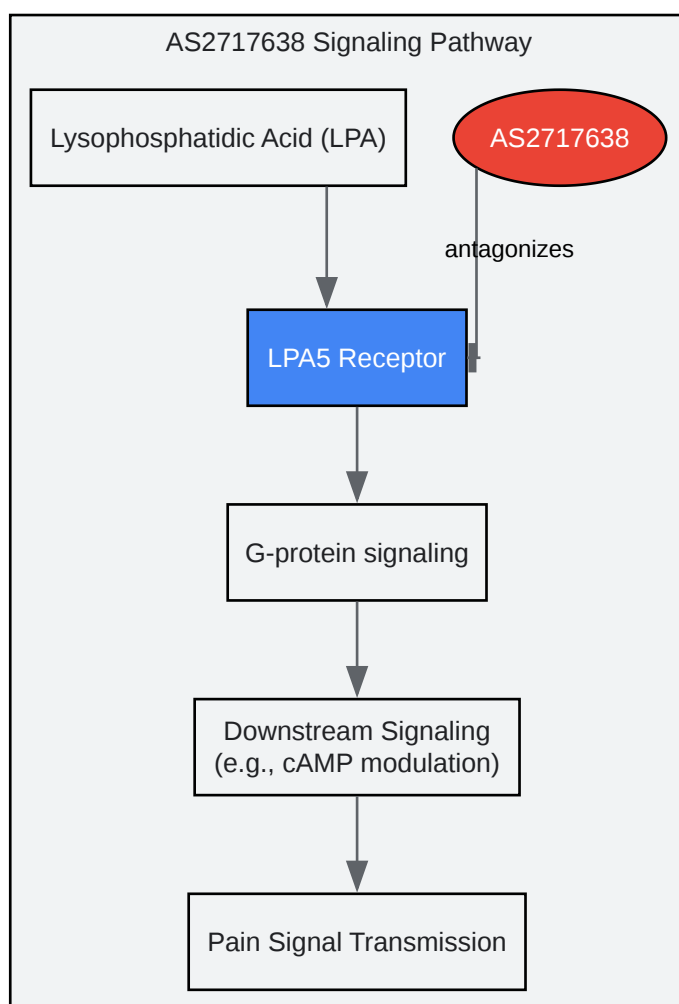 AS2717638 Signaling Pathway
Lysophosphatidic Acid (LPA)
AS2717638
antagonizes
LPA5 Receptor
G-protein signaling
Downstream Signaling
(e.g., cAMP modulation)
Pain Signal Transmission